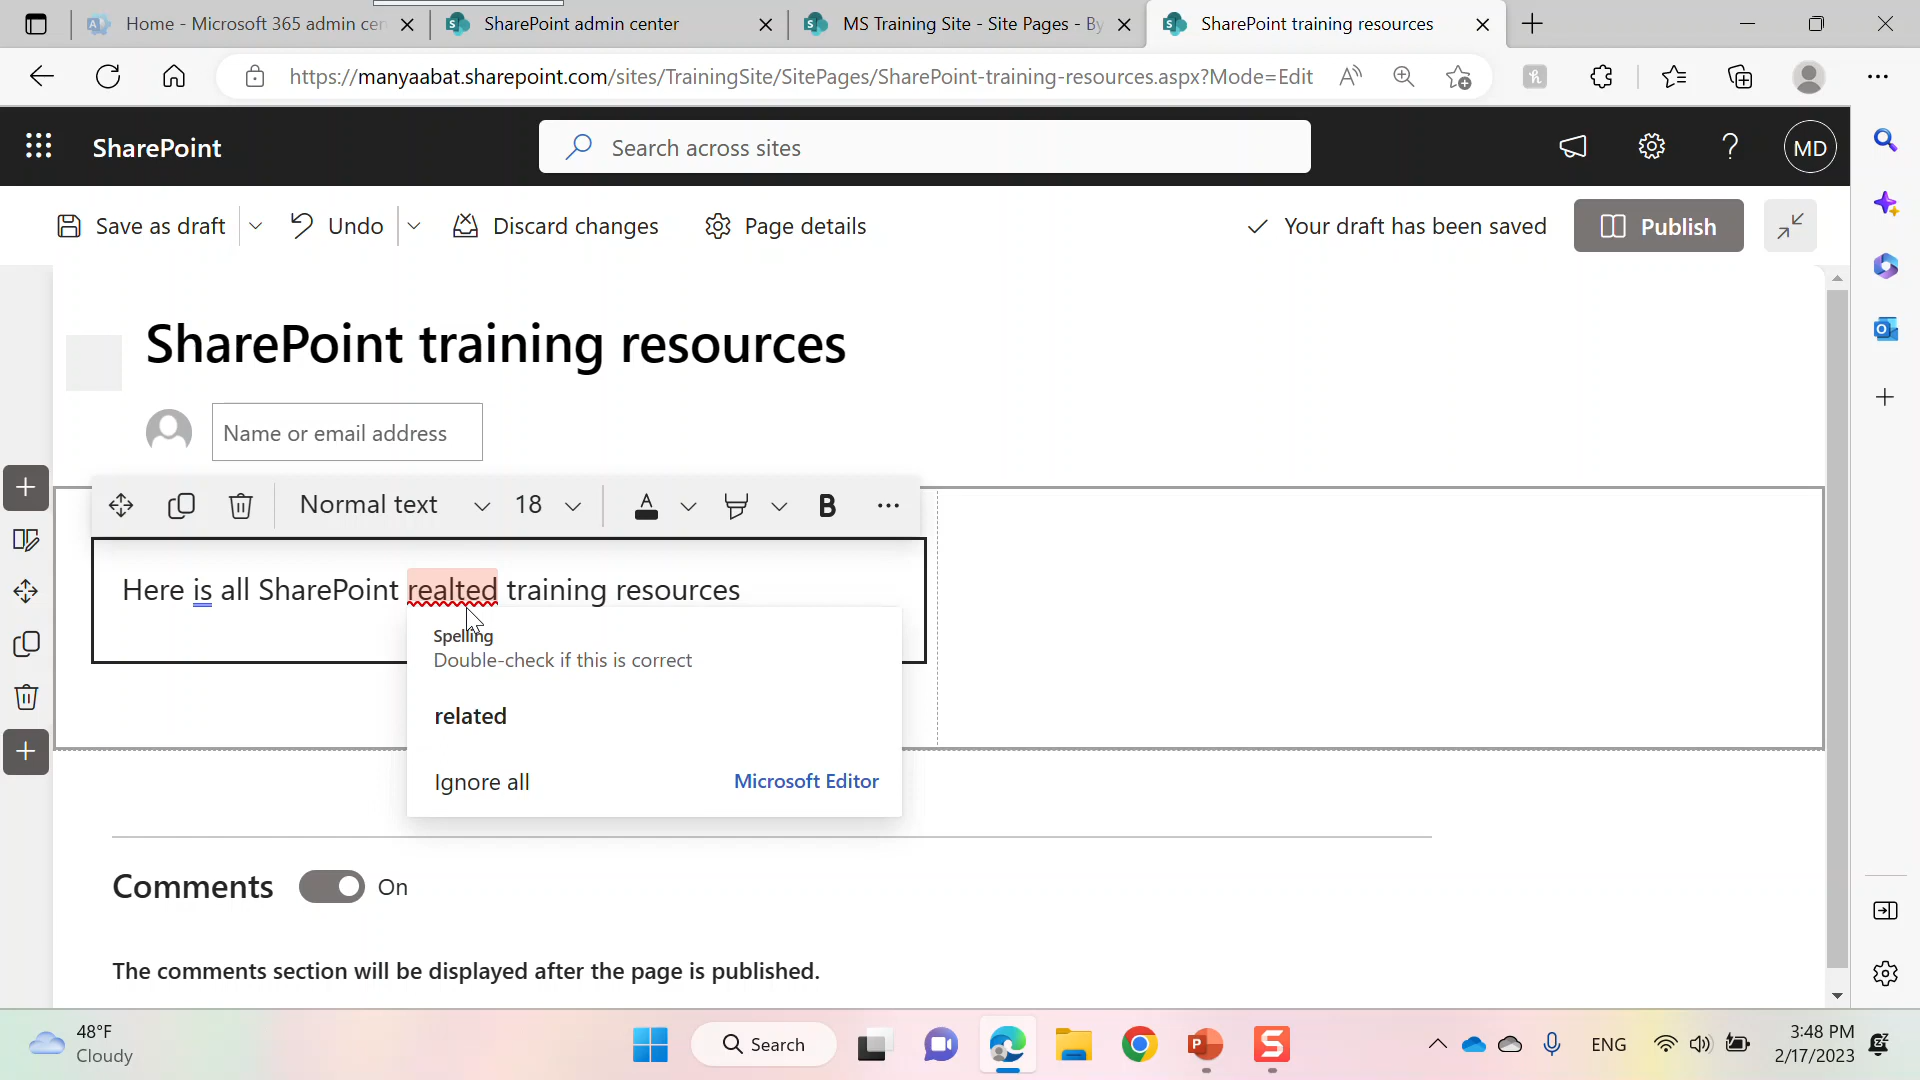 Home - Microsoft 365 admin cen
SharePoint admin center
MS Training Site - Site Pages - By
SharePoint training resources
https://manyaabat.sharepoint.com/sites/TrainingSite/SitePages/SharePoint-training-resources.aspx?Mode=Edit
SharePoint
Search across sites
MD
Save as draft
Undo
Discard changes
Page details
Your draft has been saved
Publish
SharePoint training resources
Name or email address
Normal text
18
B
Here is all SharePoint realted training resources
Spelling
Double-check if this is correct
related
Ignore all
Microsoft Editor
Comments
On
The comments section will be displayed after the page is published.
48°F
Cloudy
Search
ENG
3:48 PM
2/17/2023